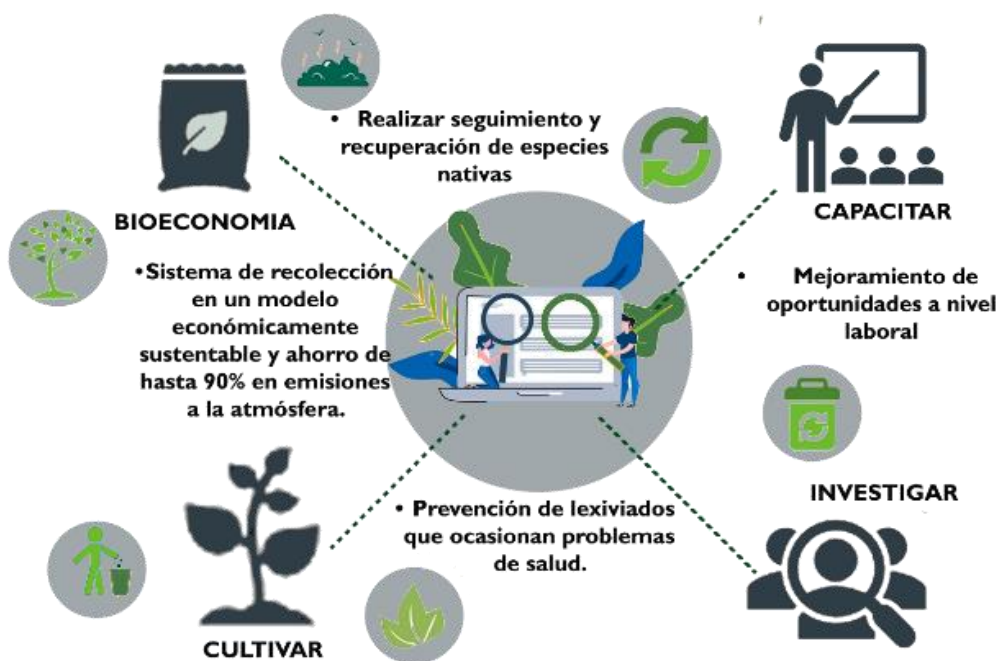 • Realizar seguimiento y
recuperación de especies
nativas
BIOECONOMIA
CAPACITAR
•Sistema de recolección
en un modelo
económicamente
sustentable y ahorro de
hasta 90% en emisiones
a la atmósfera.
• Mejoramiento de
oportunidades a nivel
laboral
• Prevención de lexiviados
que ocasionan problemas
de salud.
INVESTIGAR
CULTIVAR